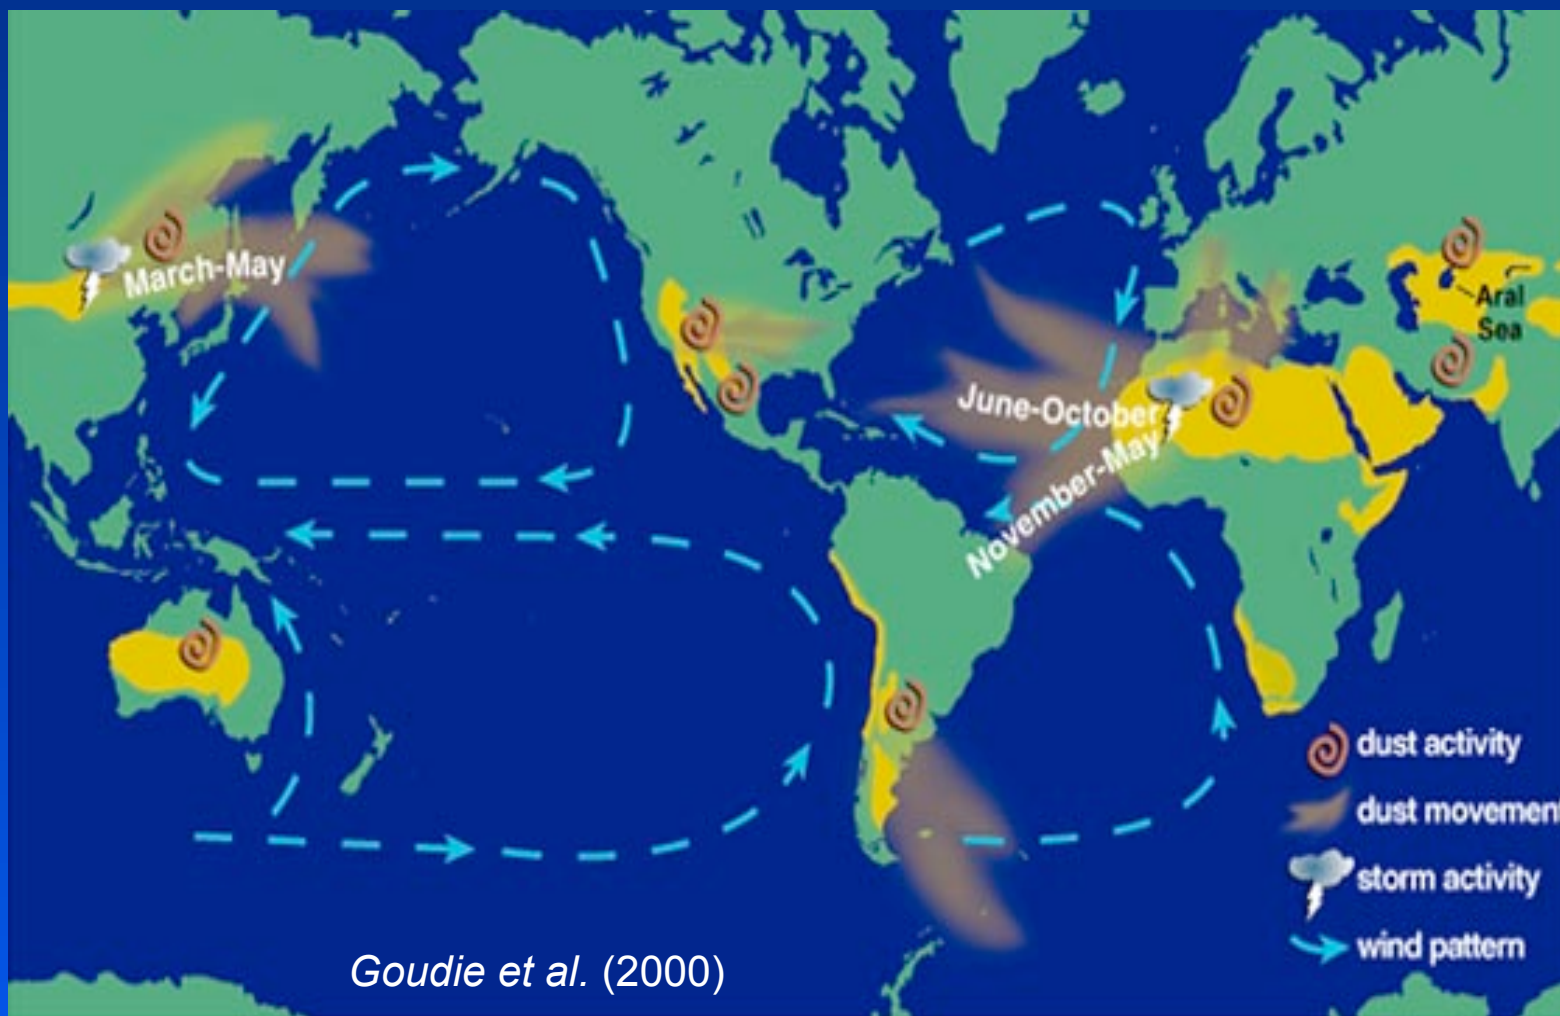 March-May
June-October
November-May
Aral
Sea
dust activity
dust movement
storm activity
wind pattern
Goudie et al. (2000)